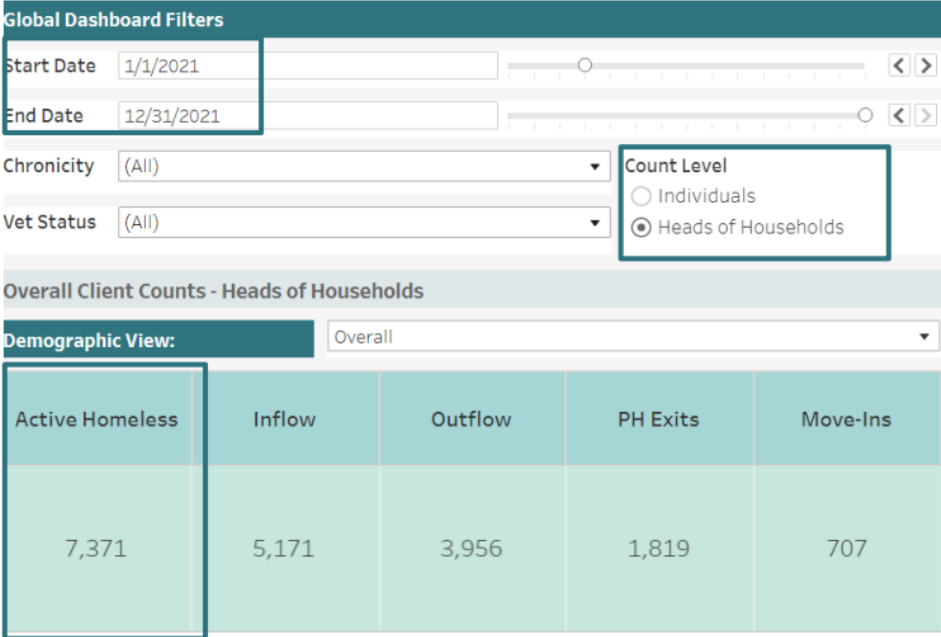 Global Dashboard Filters
Start Date 1/1/2021
End Date 12/31/2021
Chronicity (All)
Count Level
Individuals
Vet Status (All)
Heads of Households
Overall Client Counts - Heads of Households
Demographic View: Overall
Active Homeless Inflow Outflow PH Exits Move-Ins
7,371 5,171 3,956 1,819 707